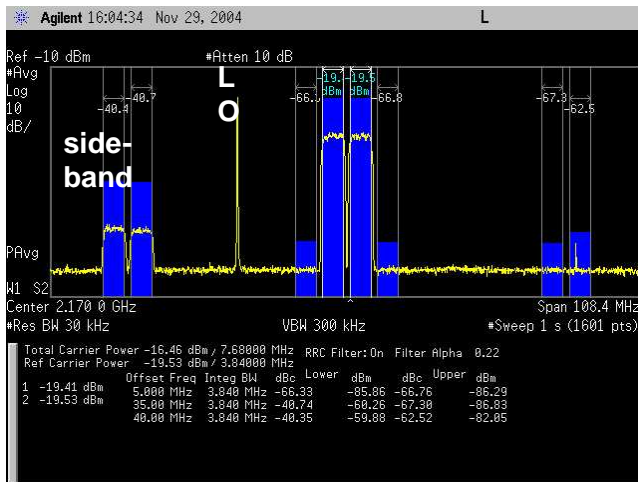 Agilent 16:04:34 Nov 29, 2004 L
Ref -10 dBm #Atten 10 dB
#Avg
Log
10
dB/
-40.4
-40.7
L
O
-66.
-19.
dBm
-19.5
dBm
-66.8
-67.3
-62.5
side-
band
PAvg
W1 S2
Center 2.170 0 GHz Span 108.4 MHz
#Res BW 30 kHz VBW 300 kHz #Sweep 1 s (1601 pts)
Total Carrier Power -16.46 dBm/ 7.68000 MHz RRC Filter: On Filter Alpha 0.22
Ref Carrier Power -19.53 dBm/ 3.84000 MHz
Lower Upper
Offset Freq Integ BW dBc dBm dBc dBm
1 -19.41 dBm 5.000 MHz 3.840 MHz -66.33 -85.86 -66.76 -86.29
2 -19.53 dBm 35.00 MHz 3.840 MHz -40.74 -60.26 -67.30 -86.83
40.00 MHz 3.840 MHz -40.35 -59.88 -62.52 -82.05